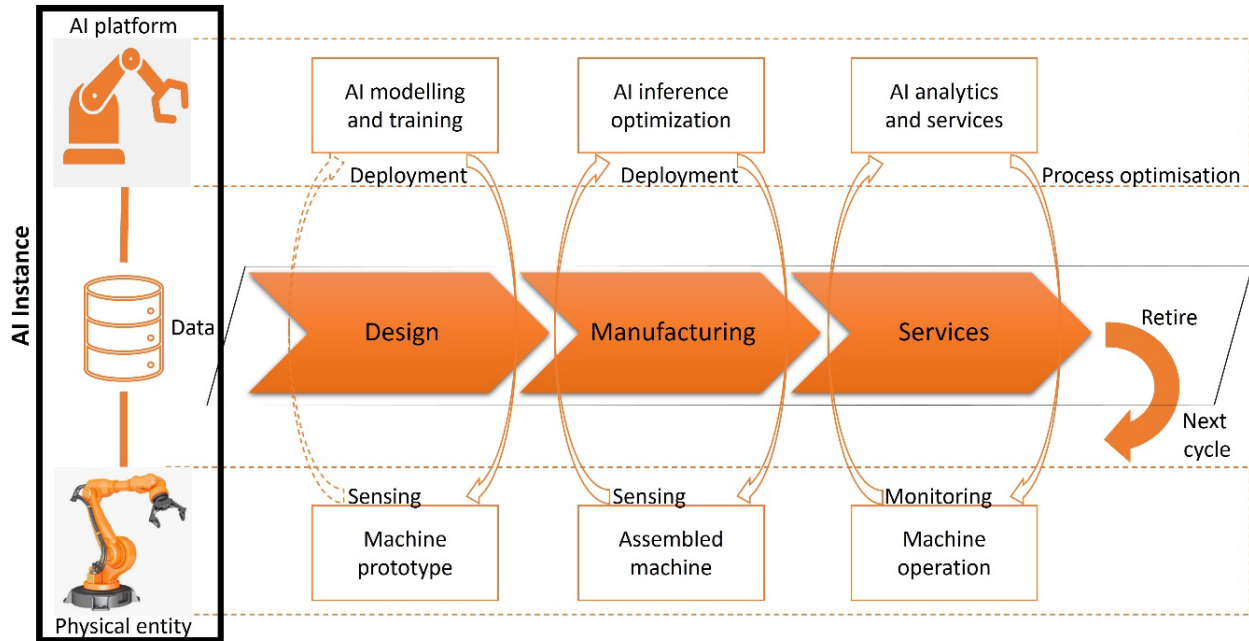 AI platform
AI Instance
Data
Physical entity
AI modelling
and training
AI inference
optimization
AI analytics
and services
Deployment
Deployment
Process optimisation
Design
Manufacturing
Services
Retire
Next
cycle
Sensing
Sensing
Monitoring
Machine
prototype
Assembled
machine
Machine
operation